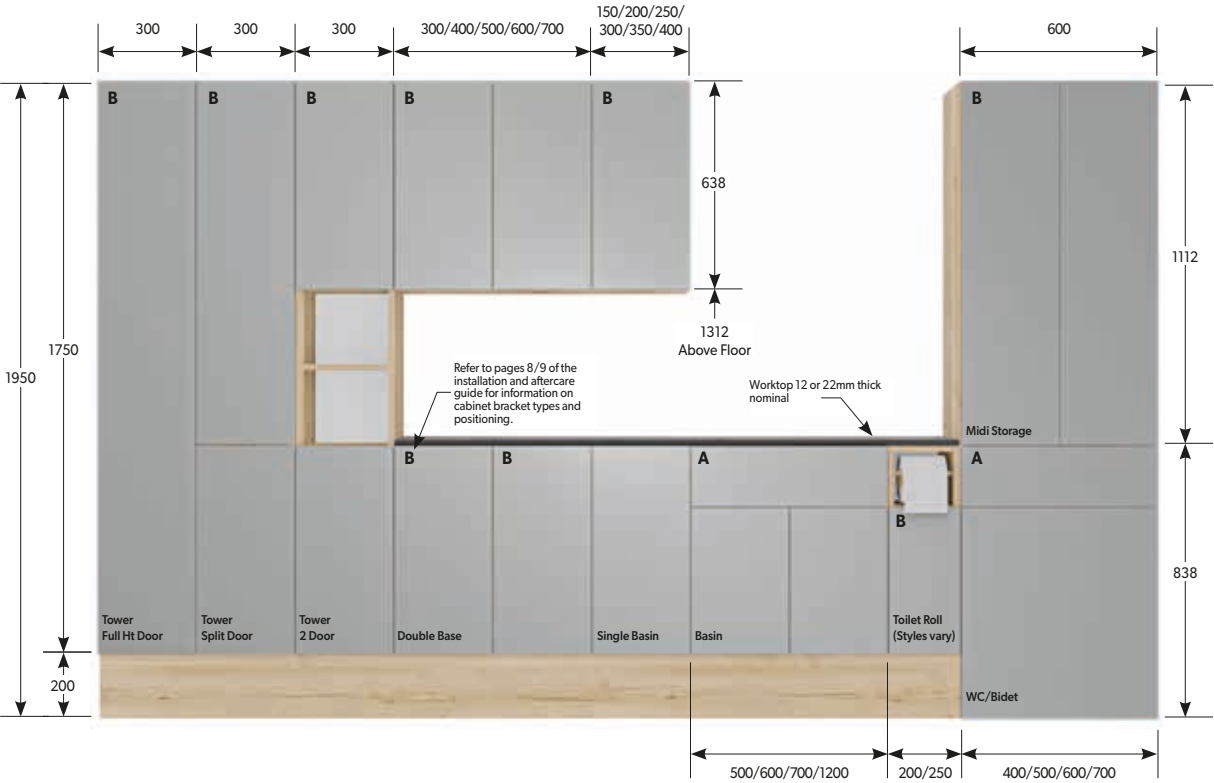 150/200/250/
300
300
300
300/400/500/600/700
300/350/400
600
B
B
B
B
B
B
638
1112
1312
Above Floor
1750
1950
Refer to pages 8/9 of the
installation and aftercare
guide for information on
cabinet bracket types and
positioning.
Worktop 12 or 22mm thick
nominal
Midi Storage
B
B
A
A
B
838
Tower
Full Ht Door
Tower
Split Door
Tower
2 Door
Double Base
Single Basin
Basin
Toilet Roll
(Styles vary)
200
WC/Bidet
500/600/700/1200
200/250
400/500/600/700